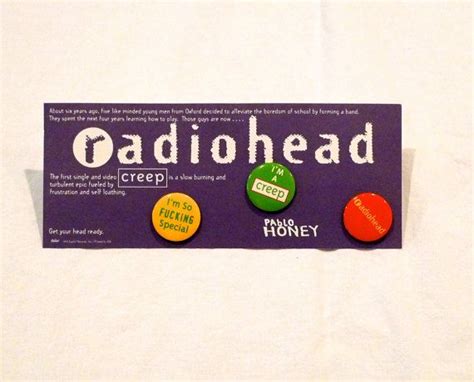 About six years ago, five like minded young men from Oxford decided to alleviate the boredom of school by forming a band.
They spent the next four years learning how to play. Those guys are now ....
radiohead
The first single and video creep is a slow burning and
turbulent epic fueled by
frustration and self loathing.
I'M
A
creep
I'm So
FUCKING
Special
radiohead
PAbLO
HONEY
Get your head ready.